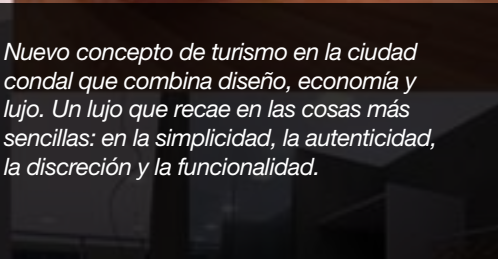 Nuevo concepto de turismo en la ciudad
condal que combina diseño, economía y
lujo. Un lujo que recae en las cosas más
sencillas: en la simplicidad, la autenticidad,
la discreción y la funcionalidad.